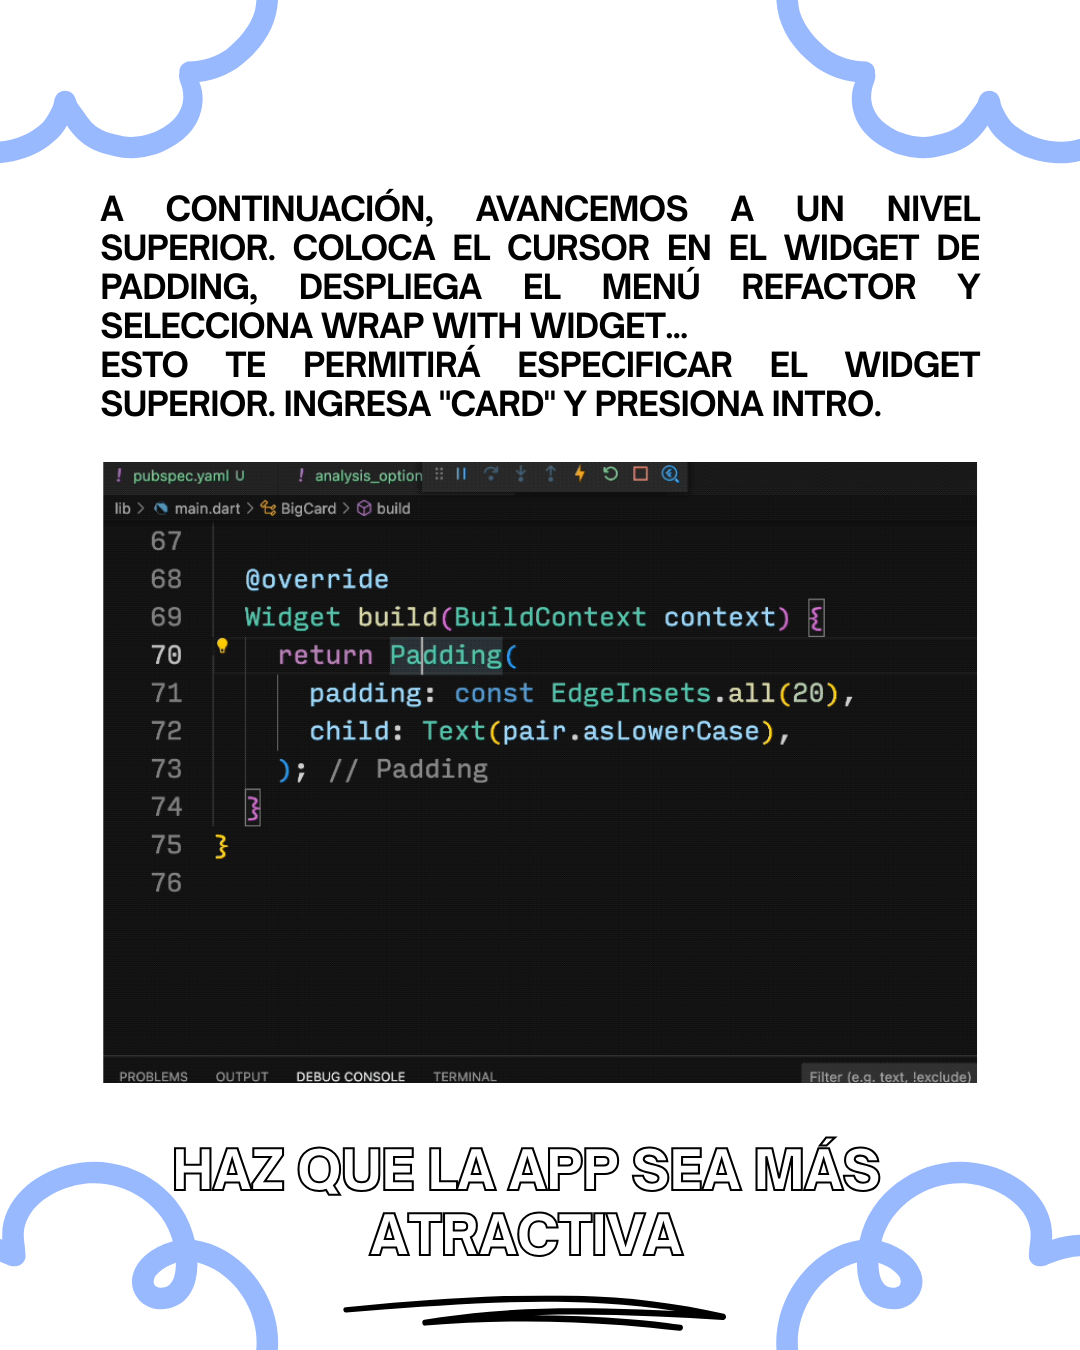 A CONTINUACIÓN, AVANCEMOS A UN NIVEL
SUPERIOR. COLOCA EL CURSOR EN EL WIDGET DE
PADDING, DESPLIEGA EL MENÚ REFACTOR Y
SELECCIONA WRAP WITH WIDGET...
ESTO TE PERMITIRÁ ESPECIFICAR EL WIDGET
SUPERIOR. INGRESA "CARD" Y PRESIONA INTRO.
! pubspec.yaml U ! analysis_option
lib > main.dart > BigCard > build
67
68 @override
69 Widget build(BuildContext context) {
70 return Padding(
71 padding: const EdgeInsets.all(20),
72 child: Text(pair.asLowerCase),
73 ); // Padding
74 }
75 }
76
PROBLEMS OUTPUT DEBUG CONSOLE TERMINAL Filter (e.g. text, !exclude)
HAZ QUE LA APP SEA MÁS
ATRACTIVA